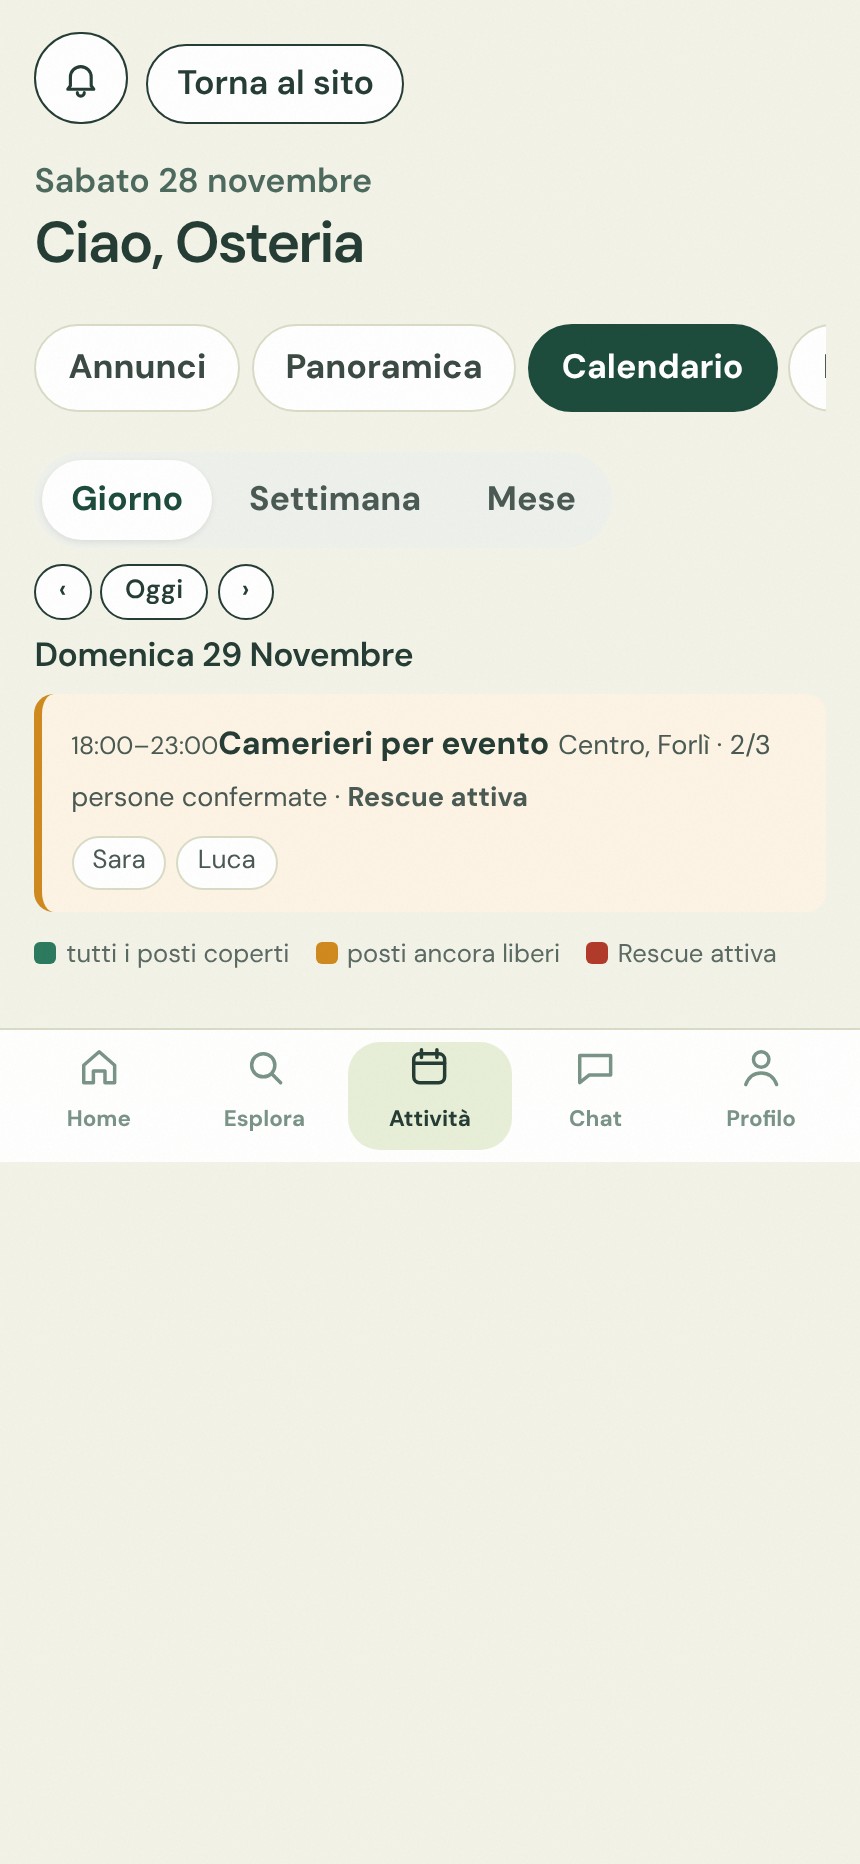 Torna al sito
Sabato 28 novembre
Ciao, Osteria
Annunci Panoramica Calendario
Giorno Settimana Mese
‹ Oggi ›
Domenica 29 Novembre
18:00–23:00Camerieri per evento Centro, Forlì · 2/3
persone confermate · Rescue attiva
Sara Luca
tutti i posti coperti posti ancora liberi Rescue attiva
Home Esplora Attività Chat Profilo